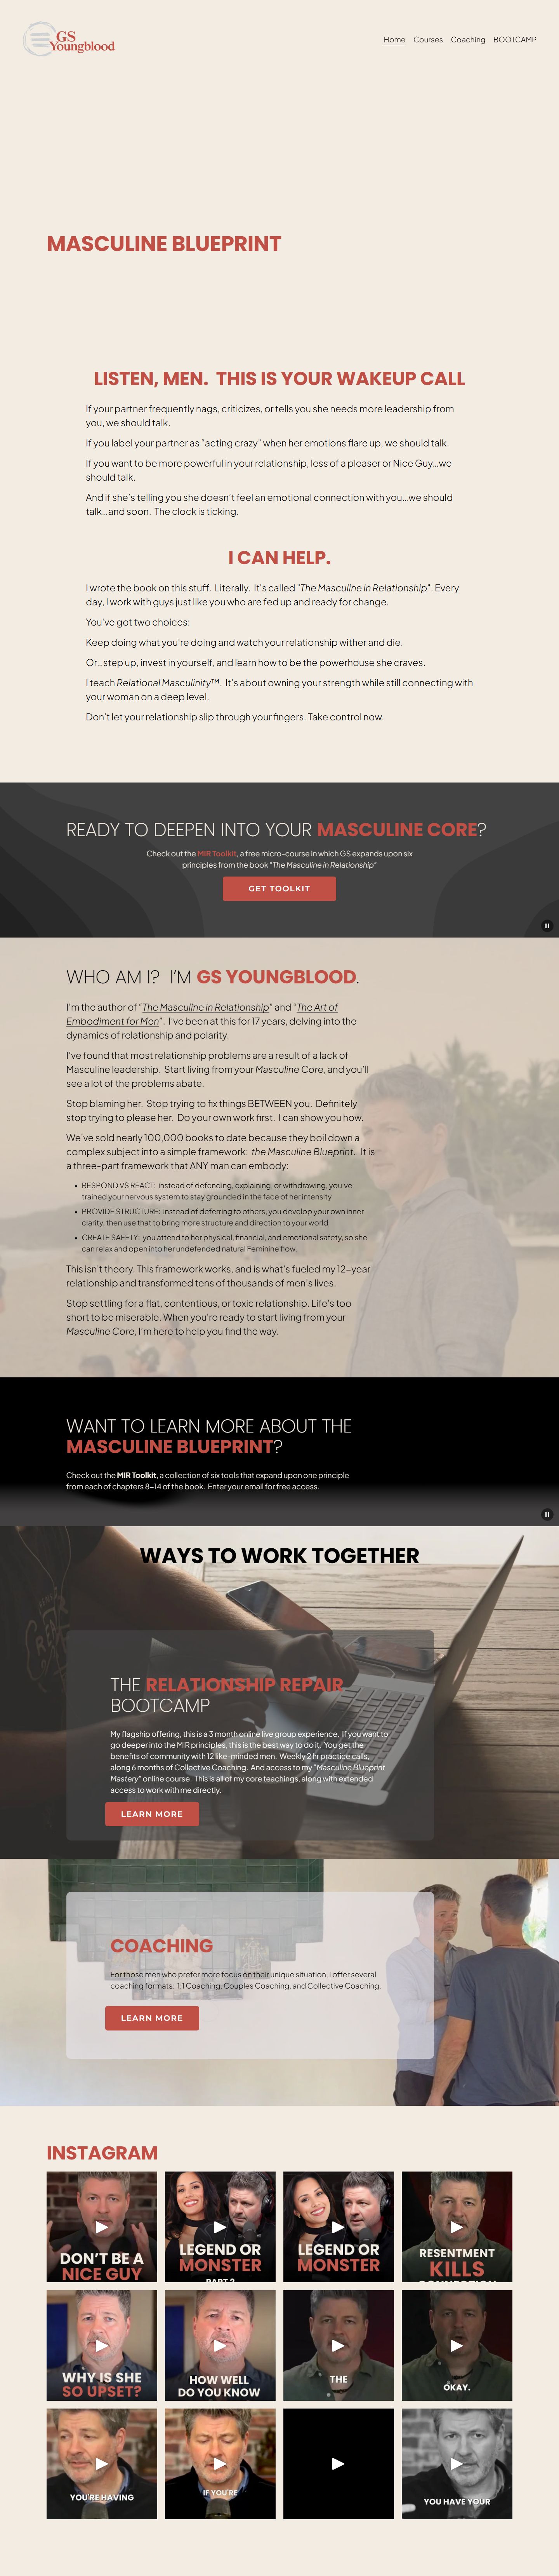 GS
Youngblood
Home Courses Coaching BOOTCAMP
MASCULINE BLUEPRINT
LISTEN, MEN. THIS IS YOUR WAKEUP CALL
If your partner frequently nags, criticizes, or tells you she needs more leadership from
you, we should talk.
If you label your partner as "acting crazy" when her emotions flare up, we should talk.
If you want to be more powerful in your relationship, less of a pleaser or Nice Guy...we
should talk.
And if she's telling you she doesn't feel an emotional connection with you...we should
talk...and soon. The clock is ticking.
I CAN HELP.
I wrote the book on this stuff. Literally. It's called "The Masculine in Relationship". Every
day, I work with guys just like you who are fed up and ready for change.
You've got two choices:
Keep doing what you're doing and watch your relationship wither and die.
Or...step up, invest in yourself, and learn how to be the powerhouse she craves.
I teach Relational Masculinity™. It's about owning your strength while still connecting with
your woman on a deep level.
Don't let your relationship slip through your fingers. Take control now.
READY TO DEEPEN INTO YOUR MASCULINE CORE?
Check out the MIR Toolkit, a free micro-course in which GS expands upon six
principles from the book "The Masculine in Relationship"
GET TOOLKIT
WHO AM I? I'M GS YOUNGBLOOD.
I'm the author of "The Masculine in Relationship" and "The Art of
Embodiment for Men". I've been at this for 17 years, delving into the
dynamics of relationship and polarity.
I've found that most relationship problems are a result of a lack of
Masculine leadership. Start living from your Masculine Core, and you'll
see a lot of the problems abate.
Stop blaming her. Stop trying to fix things BETWEEN you. Definitely
stop trying to please her. Do your own work first. I can show you how.
We've sold nearly 100,000 books to date because they boil down a
complex subject into a simple framework: the Masculine Blueprint. It is
a three-part framework that ANY man can embody:
• RESPOND VS REACT: instead of defending, explaining, or withdrawing, you've
trained your nervous system to stay grounded in the face of her intensity
• PROVIDE STRUCTURE: instead of deferring to others, you develop your own inner
clarity, then use that to bring more structure and direction to your world
• CREATE SAFETY: you attend to her physical, financial, and emotional safety, so she
can relax and open into her undefended natural Feminine flow.
This isn't theory. This framework works, and is what's fueled my 12-year
relationship and transformed tens of thousands of men's lives.
Stop settling for a flat, contentious, or toxic relationship. Life's too
short to be miserable. When you're ready to start living from your
Masculine Core, I'm here to help you find the way.
WANT TO LEARN MORE ABOUT THE
MASCULINE BLUEPRINT?
Check out the MIR Toolkit, a collection of six tools that expand upon one principle
from each of chapters 8-14 of the book. Enter your email for free access.
WAYS TO WORK TOGETHER
THE RELATIONSHIP REPAIR
BOOTCAMP
My flagship offering, this is a 3 month online live group experience. If you want to
go deeper into the MIR principles, this is the best way to do it. You get the
benefits of community with 12 like-minded men. Weekly 2 hr practice calls,
along 6 months of Collective Coaching. And access to my "Masculine Blueprint
Mastery" online course. This is all of my core teachings, along with extended
access to work with me directly.
LEARN MORE
COACHING
For those men who prefer more focus on their unique situation, I offer several
coaching formats: 1:1 Coaching, Couples Coaching, and Collective Coaching.
LEARN MORE
INSTAGRAM
DON'T BE A
NICE GUY
LEGEND OR
MONSTER
PART 2
LEGEND OR
MONSTER
RESENTMENT
KILLS
CONNECTION
WHY IS SHE
SO UPSET?
HOW WELL
DO YOU KNOW
THE
OKAY.
YOU'RE HAVING
IF YOU'RE
YOU HAVE YOUR